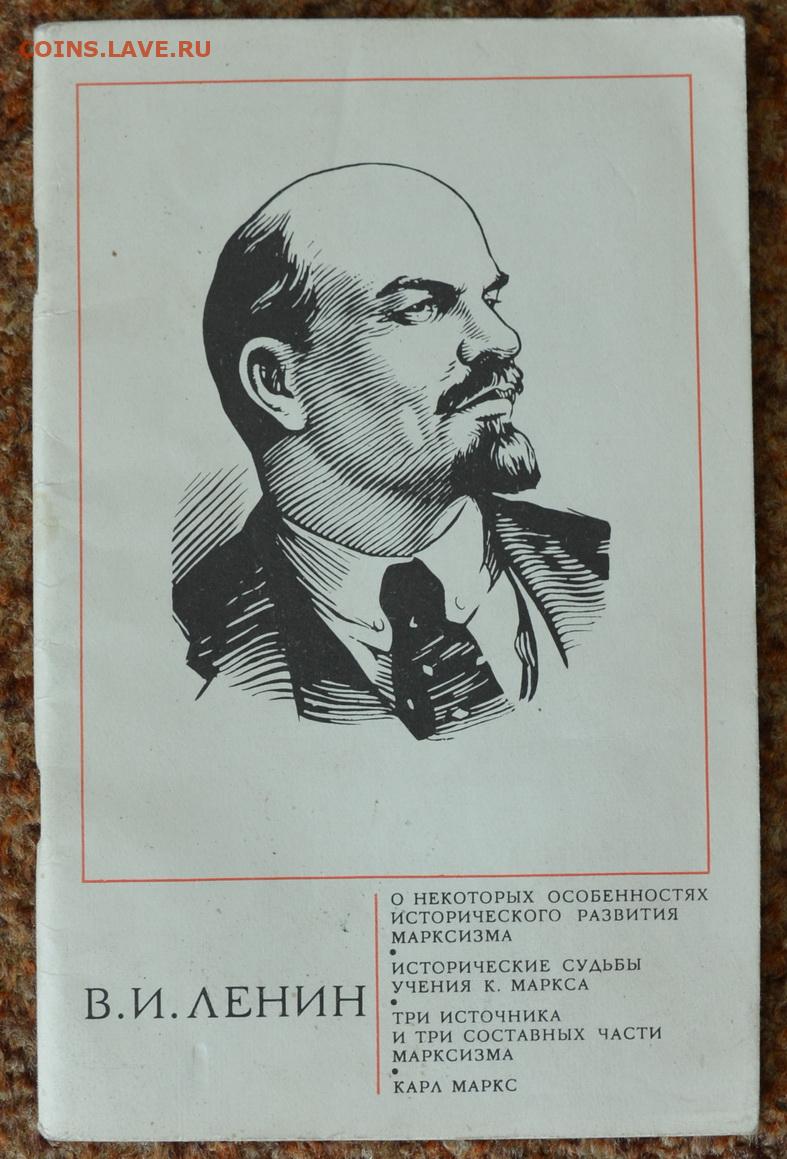 COINS.LAVE.RU
В.И.ЛЕНИН
О НЕКОТОРЫХ ОСОБЕННОСТЯХ
ИСТОРИЧЕСКОГО РАЗВИТИЯ
МАРКСИЗМА
•
ИСТОРИЧЕСКИЕ СУДЬБЫ
УЧЕНИЯ К. МАРКСА
•
ТРИ ИСТОЧНИКА
И ТРИ СОСТАВНЫХ ЧАСТИ
МАРКСИЗМА
•
КАРЛ МАРКС